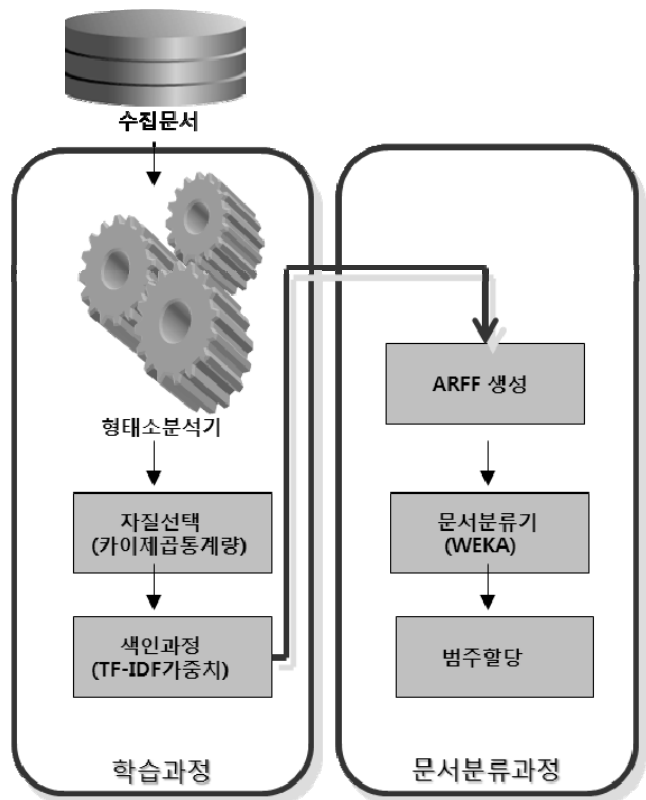 수집문서
형태소분석기
자질선택
(카이제곱통계량)
색인과정
(TF-IDF가중치)
학습과정
ARFF 생성
문서분류기
(WEKA)
범주할당
문서분류과정